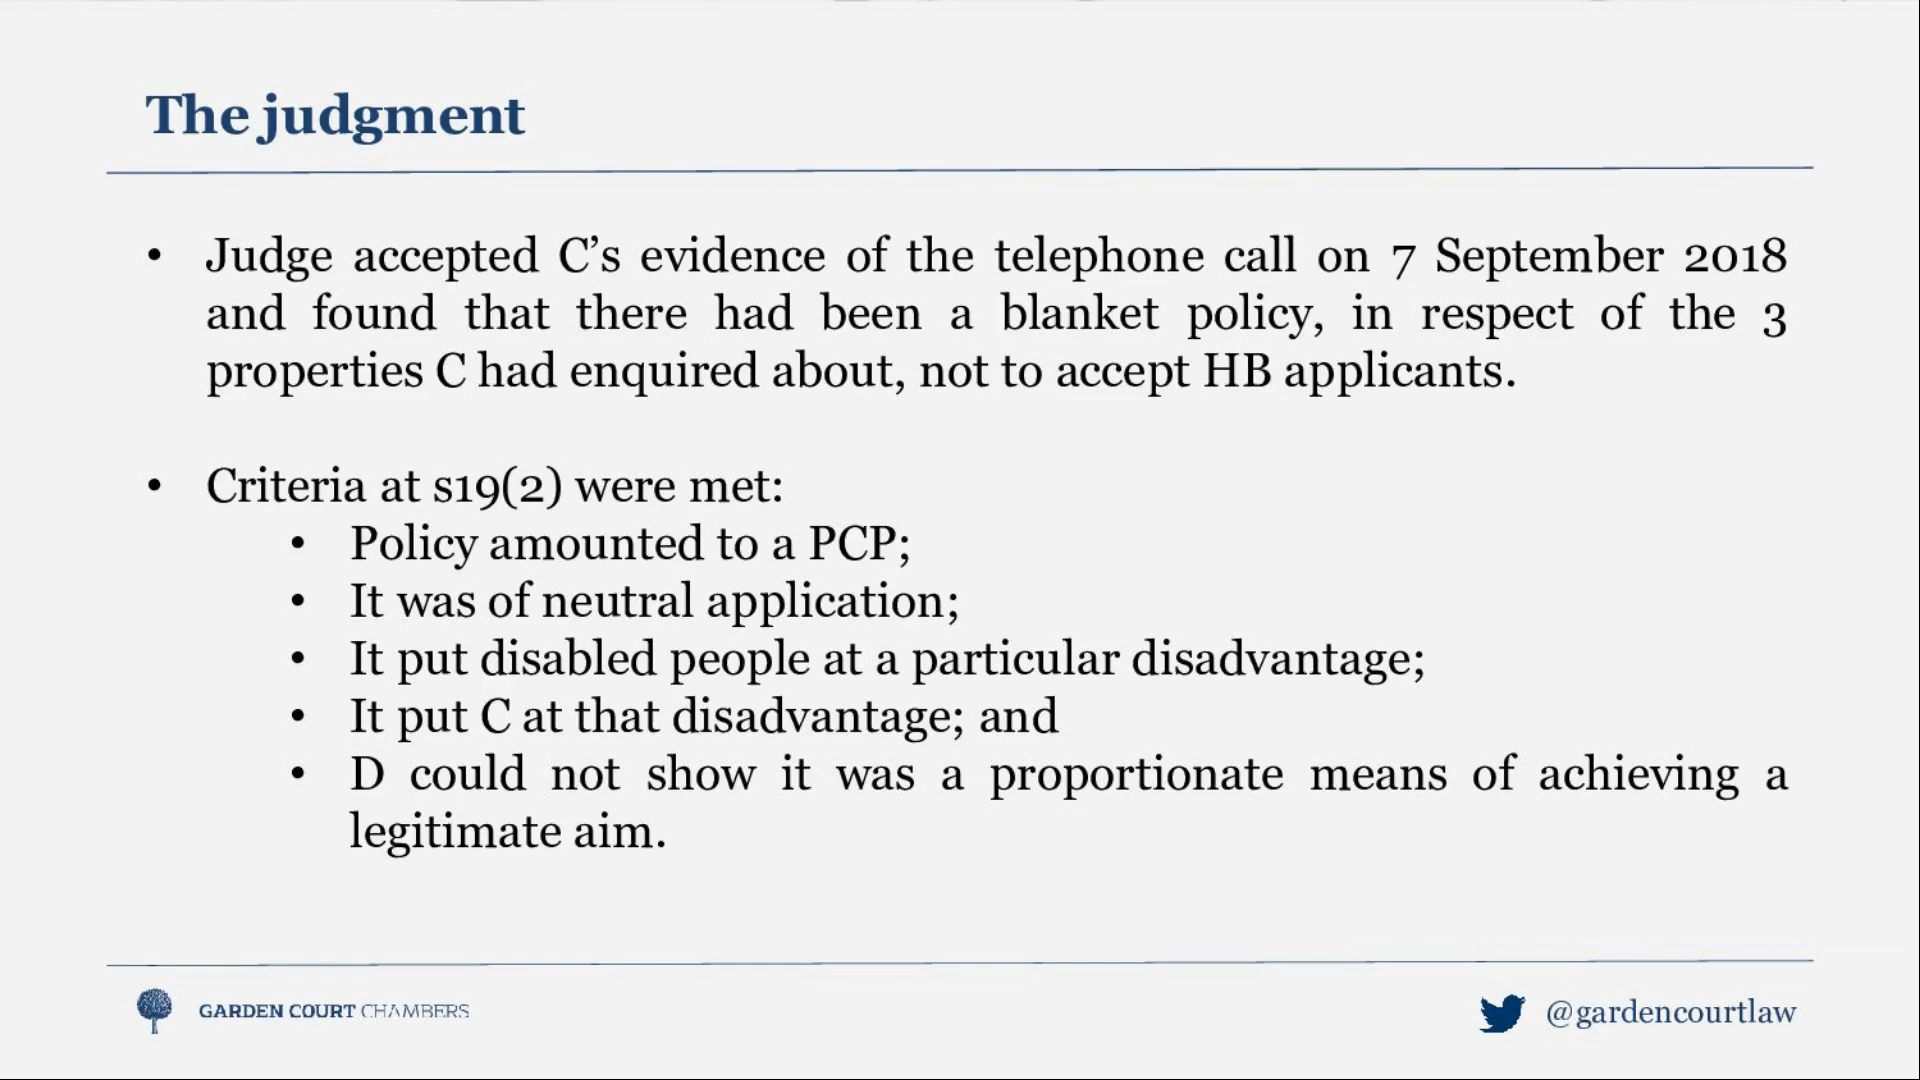 The judgment
• Judge accepted C’s evidence of the telephone call on 7 September 2018
and found that there had been a blanket policy, in respect of the 3
properties C had enquired about, not to accept HB applicants.
• Criteria at s19(2) were met:
• Policy amounted to a PCP;
• It was of neutral application;
• It put disabled people at a particular disadvantage;
• It put C at that disadvantage; and
• D could not show it was a proportionate means of achieving a
legitimate aim.
GARDEN COURT CHAMBERS
@gardencourtlaw